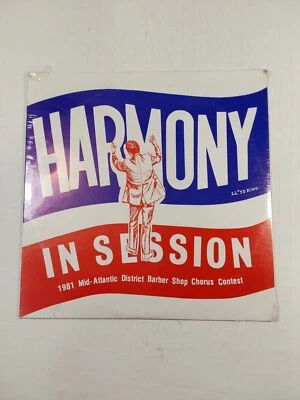 HARMONY
IN SESSION
1981 Mid-Atlantic District Barber Shop Chorus Contest